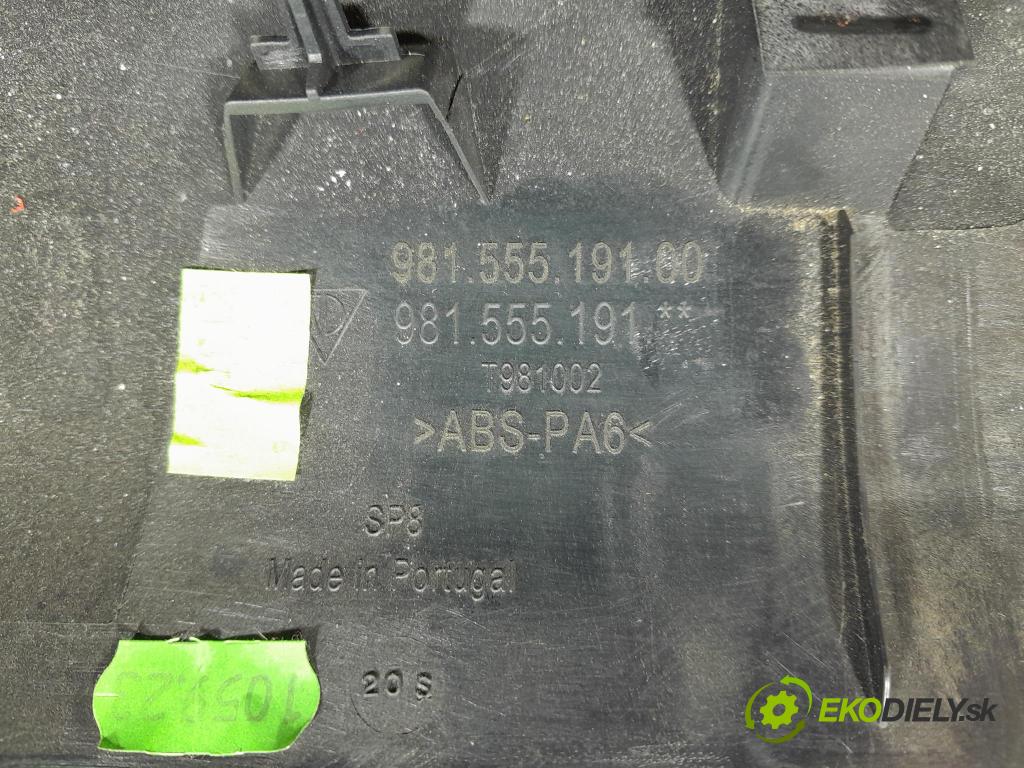 981.555.191.00
981.555.191.**
T981002
>ABS-PA6<
SP8
Made in Portugal
20 S
EKODIELY.sk